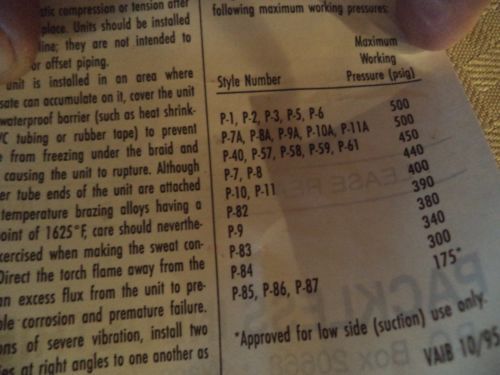 tic compression or tension after
place. Units should be installed
line; they are not intended to
or offset piping.
unit is installed in an area where
sate can accumulate on it, cover the unit
waterproof barrier (such as heat shrink-
VC tubing or rubber tape) to prevent
from freezing under the braid and
causing the unit to rupture. Although
er tube ends of the unit are attached
temperature brazing alloys having a
oint of 1625°F, care should neverthe-
exercised when making the sweat con-
Direct the torch flame away from the
an excess flux from the unit to pre-
ble corrosion and premature failure.
ons of severe vibration, install two
es at right angles to one another as
following maximum working pressures:
Maximum
Working
Style Number Pressure (psig)
P-1, P-2, P-3, P-5, P-6 500
P-7A, P-8A, P-9A, P-10A, P-11A 500
P-40, P-57, P-58, P-59, P-61 450
P-7, P-8 440
P-10, P-11 400
P-82 390
P-9 380
P-83 340
P-84 300
P-85, P-86, P-87 175*
*Approved for low side (suction) use only.
VAIB 10/95